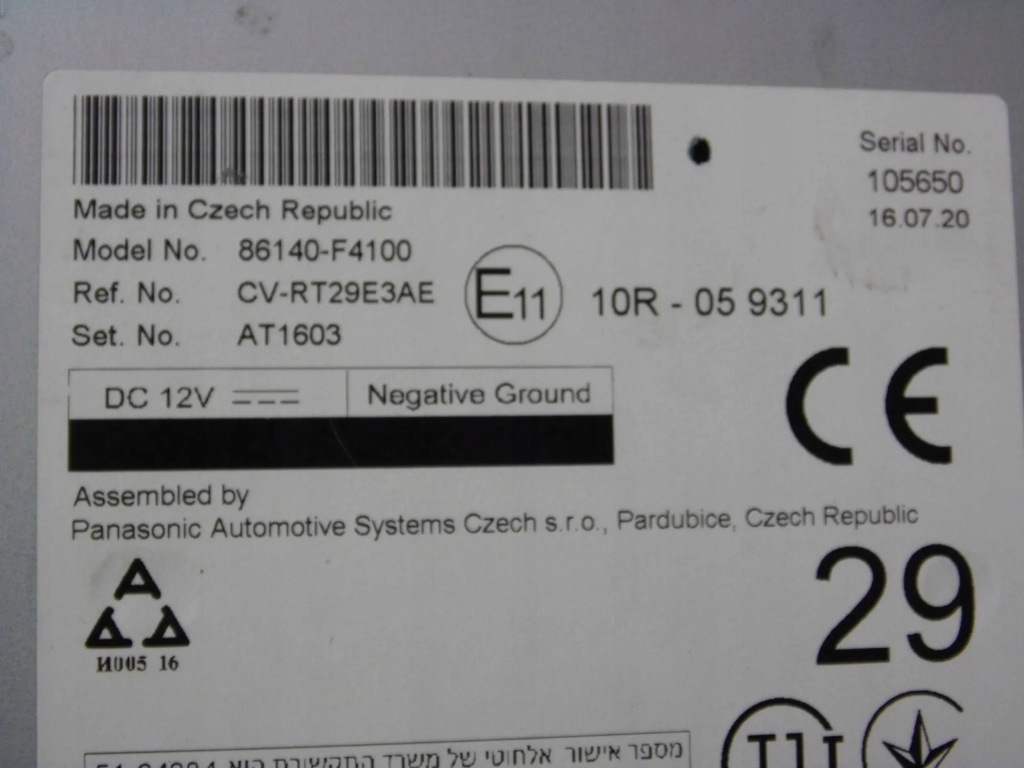 Serial No.
105650
16.07.20
Made in Czech Republic
Model No. 86140-F4100
Ref. No. CV-RT29E3AE
Set. No. AT1603
E11 10R - 05 9311
DC 12V Negative Ground
CE
Assembled by
Panasonic Automotive Systems Czech s.r.o., Pardubice, Czech Republic
29
И005 16
מספר אישור אלחוטי של משרד התקשורת הוא